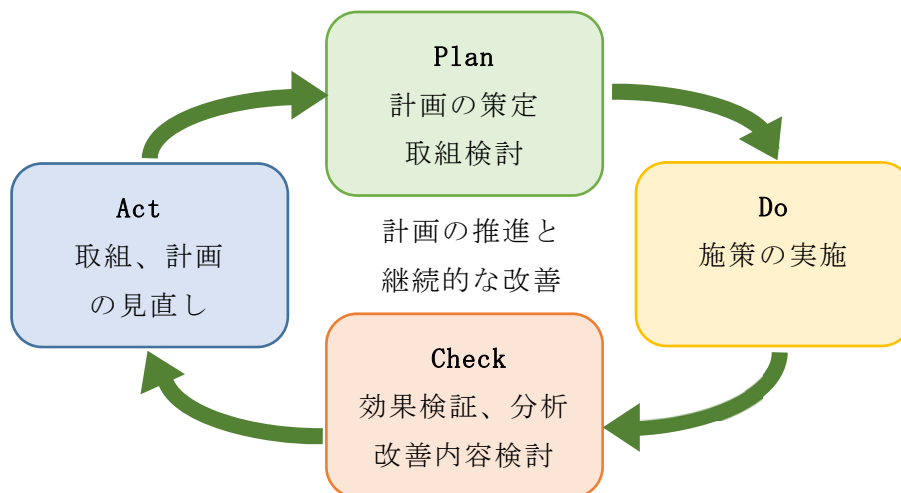 Plan
計画の策定
取組検討
Do
施策の実施
Check
効果検証、分析
改善内容検討
Act
取組、計画
の見直し
計画の推進と
継続的な改善